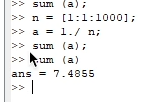 >> sum (a);
>> n = [1:1:1000];
>> a = 1./ n;
>> sum (a);
>> sum (a)
ans = 7.4855
>>